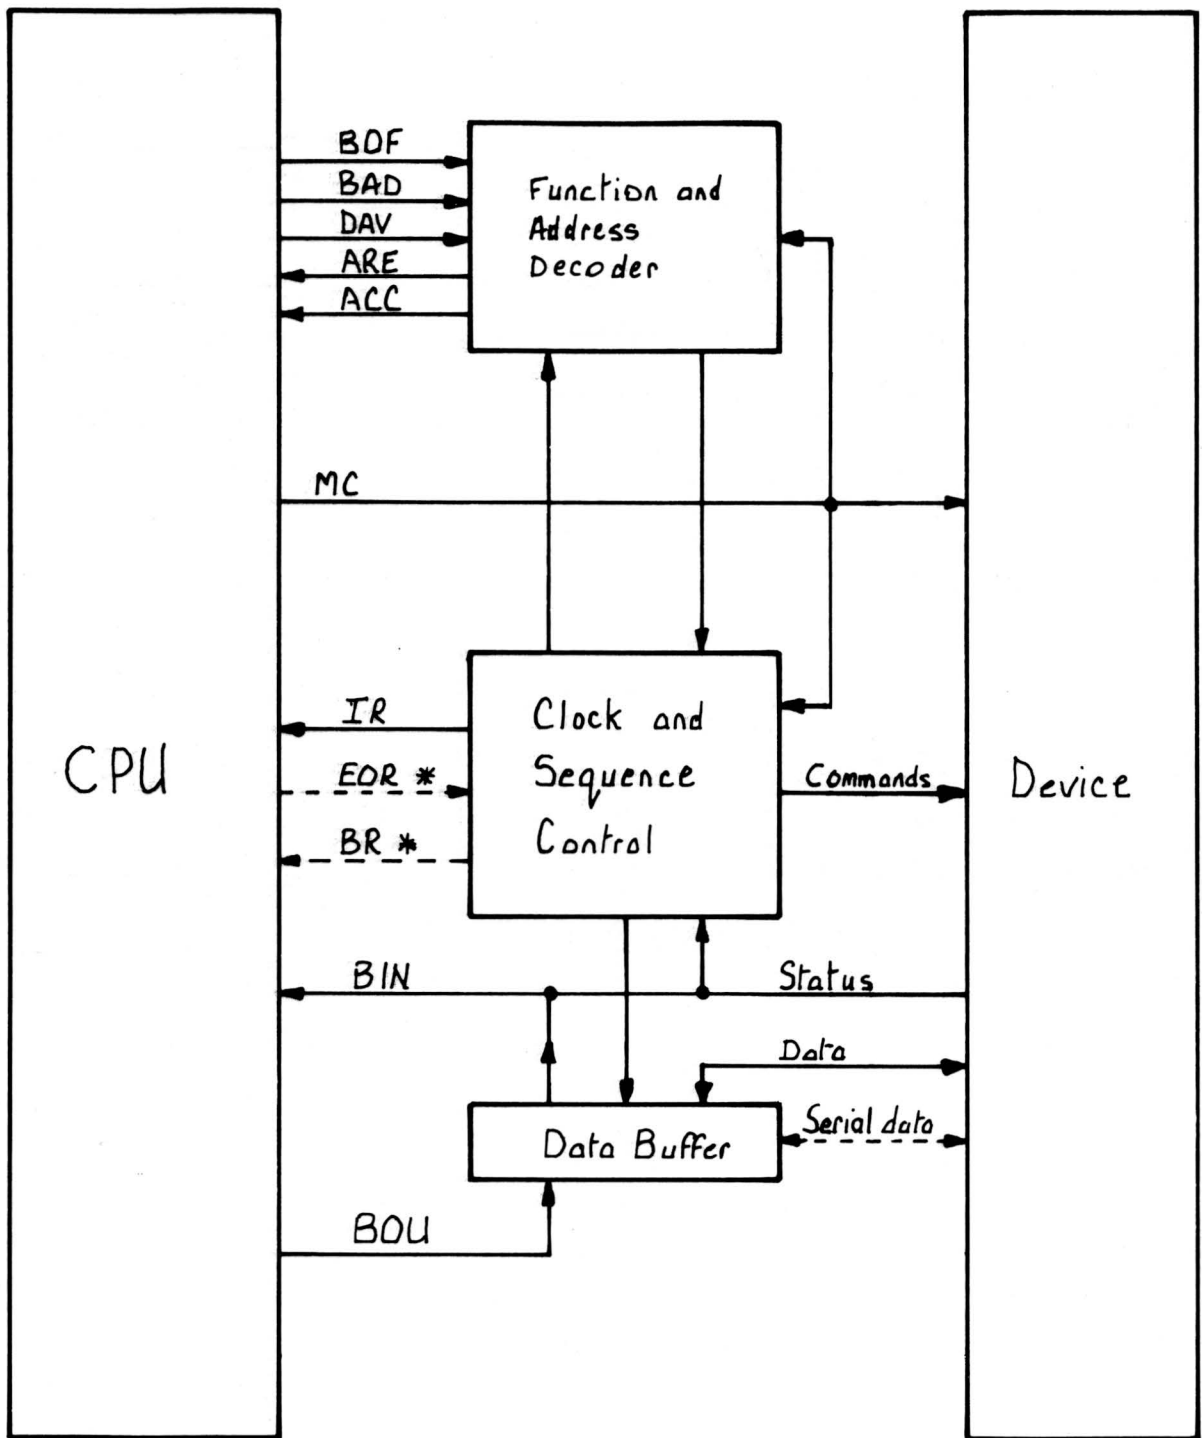 BOF
BAD
DAV
ARE
ACC
Function and
Address
Decoder
MC
CPU
IR
EOR *
BR *
Clock and
Sequence
Control
Commands
Device
BIN
Status
Data
Serial data
Data Buffer
BOU